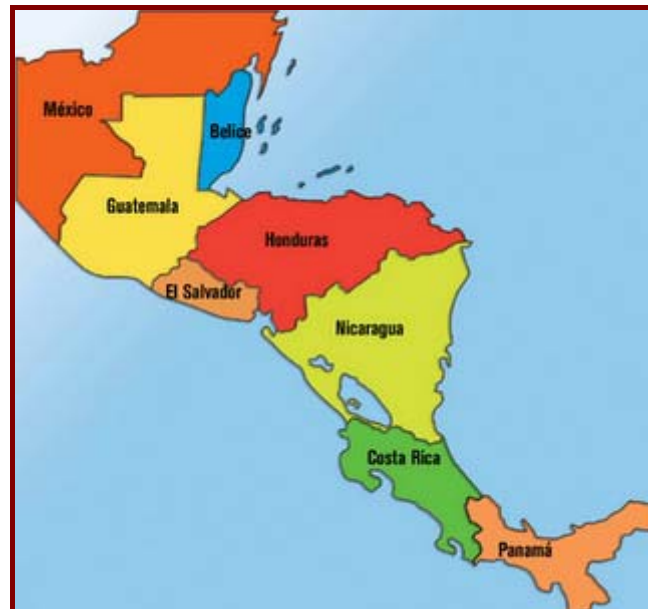 México
Belice
Guatemala
Honduras
El Salvador
Nicaragua
Costa Rica
Panamá